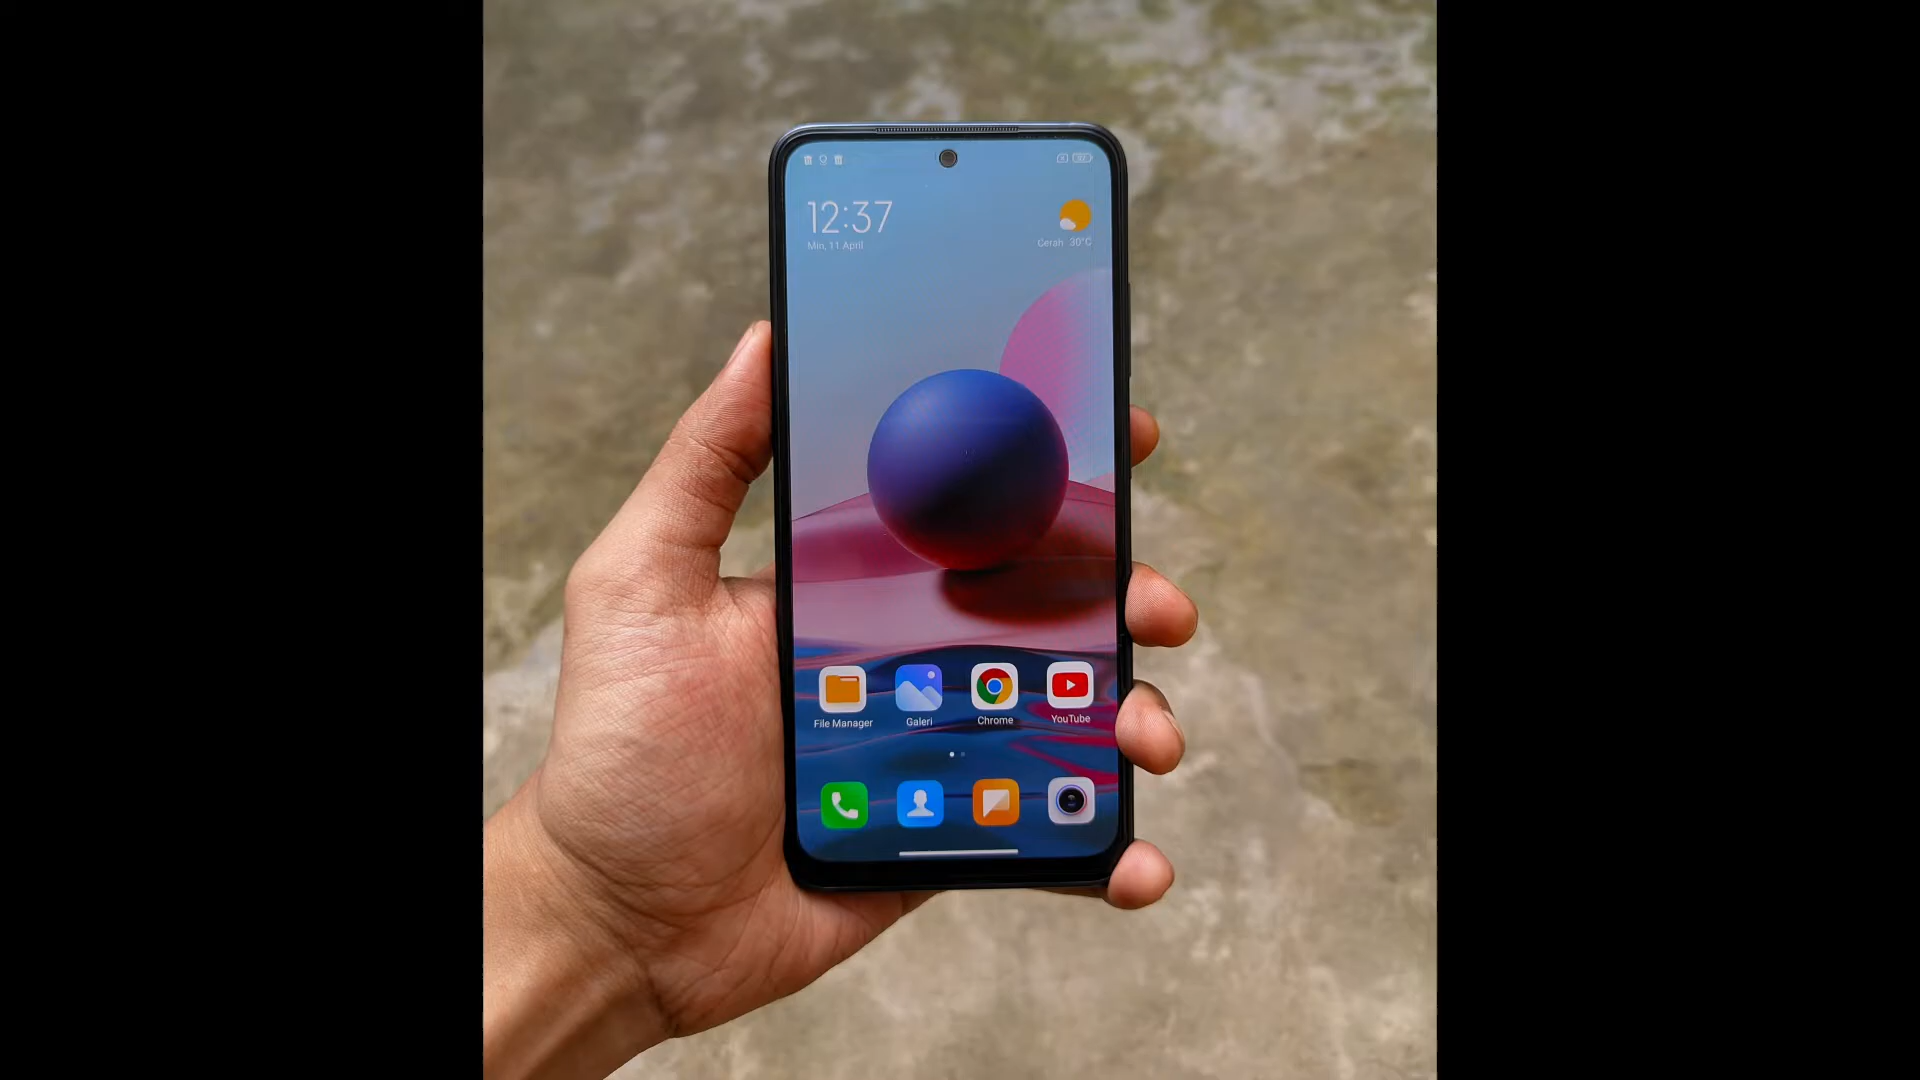 12:37
Min, 11 April
Cerah 30°C
File Manager
Galeri
Chrome
YouTube